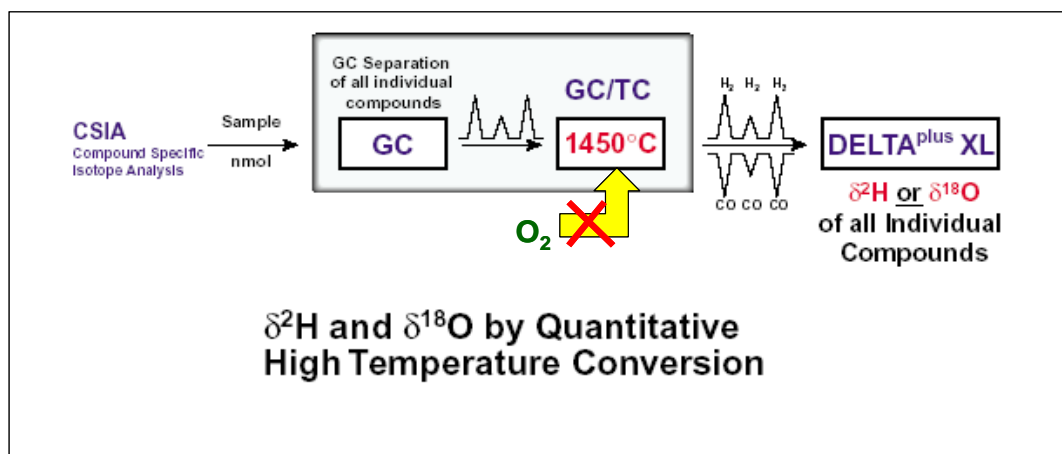 GC Separation
of all individual
compounds
GC/TC
H₂ H₂ H₂
CSIA
Compound Specific
Isotope Analysis
Sample
nmol
GC
1450°C
DELTAplus XL
CO CO CO
δ²H or δ¹⁸O
of all Individual
Compounds
O₂
δ²H and δ¹⁸O by Quantitative
High Temperature Conversion